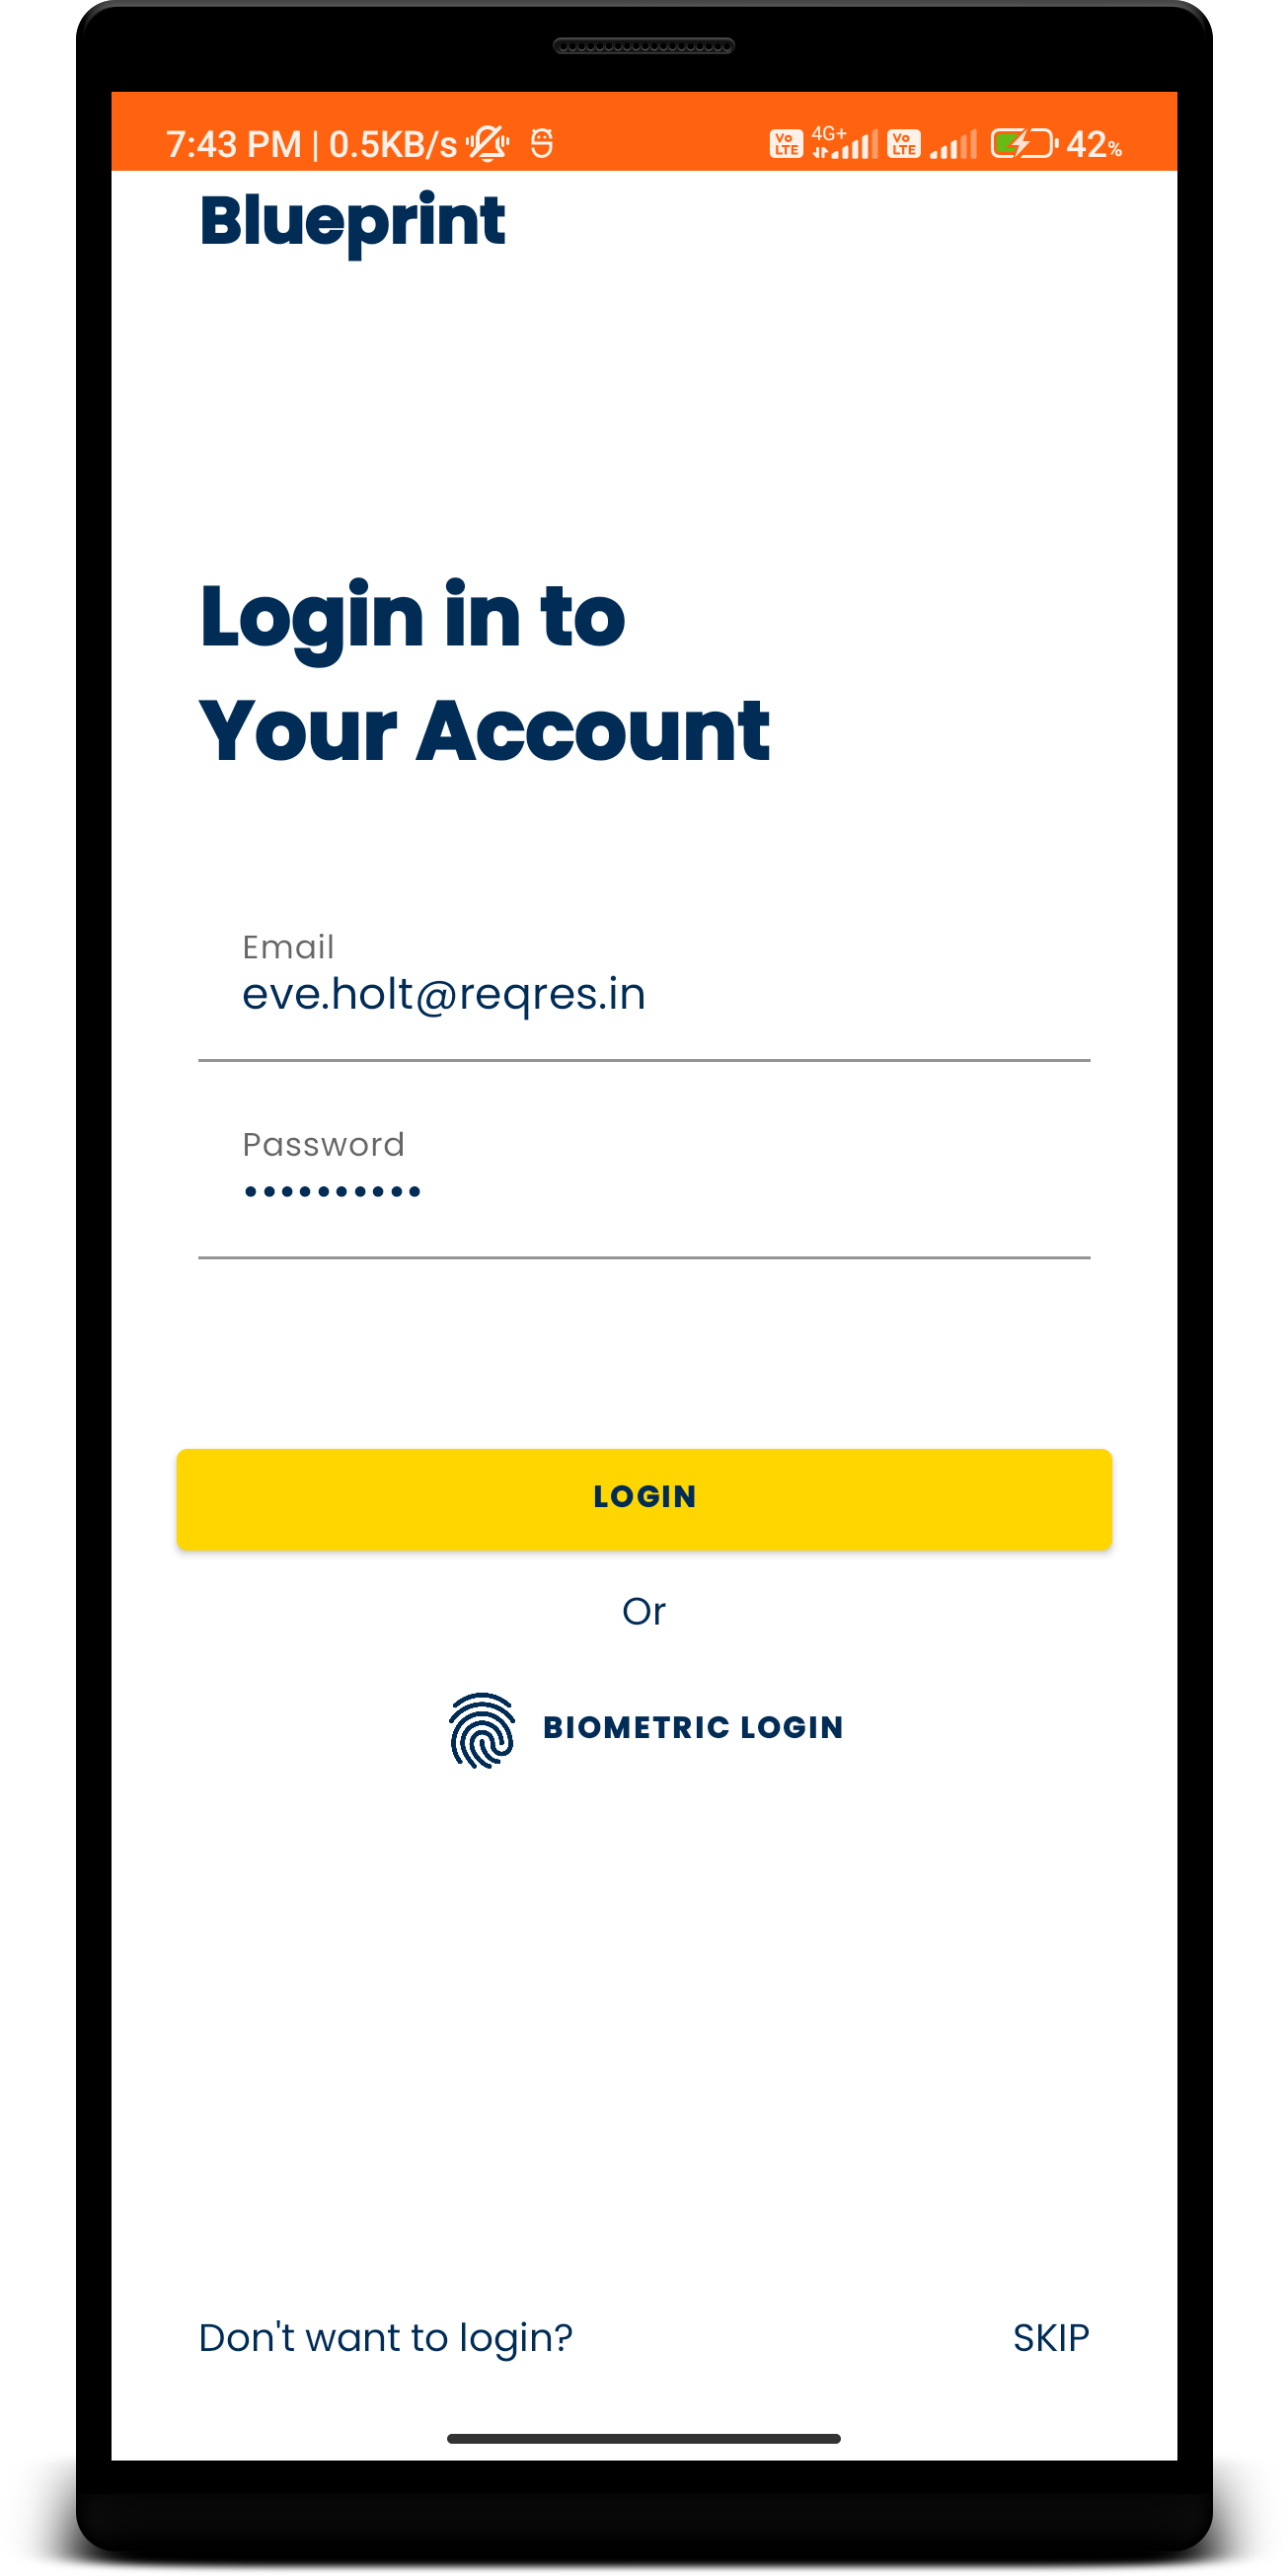 7:43 PM | 0.5KB/s Vo LTE 4G+ Vo LTE 42%
Blueprint
Login in to
Your Account
Email
eve.holt@reqres.in
Password
••••••••••
LOGIN
Or
BIOMETRIC LOGIN
Don't want to login? SKIP